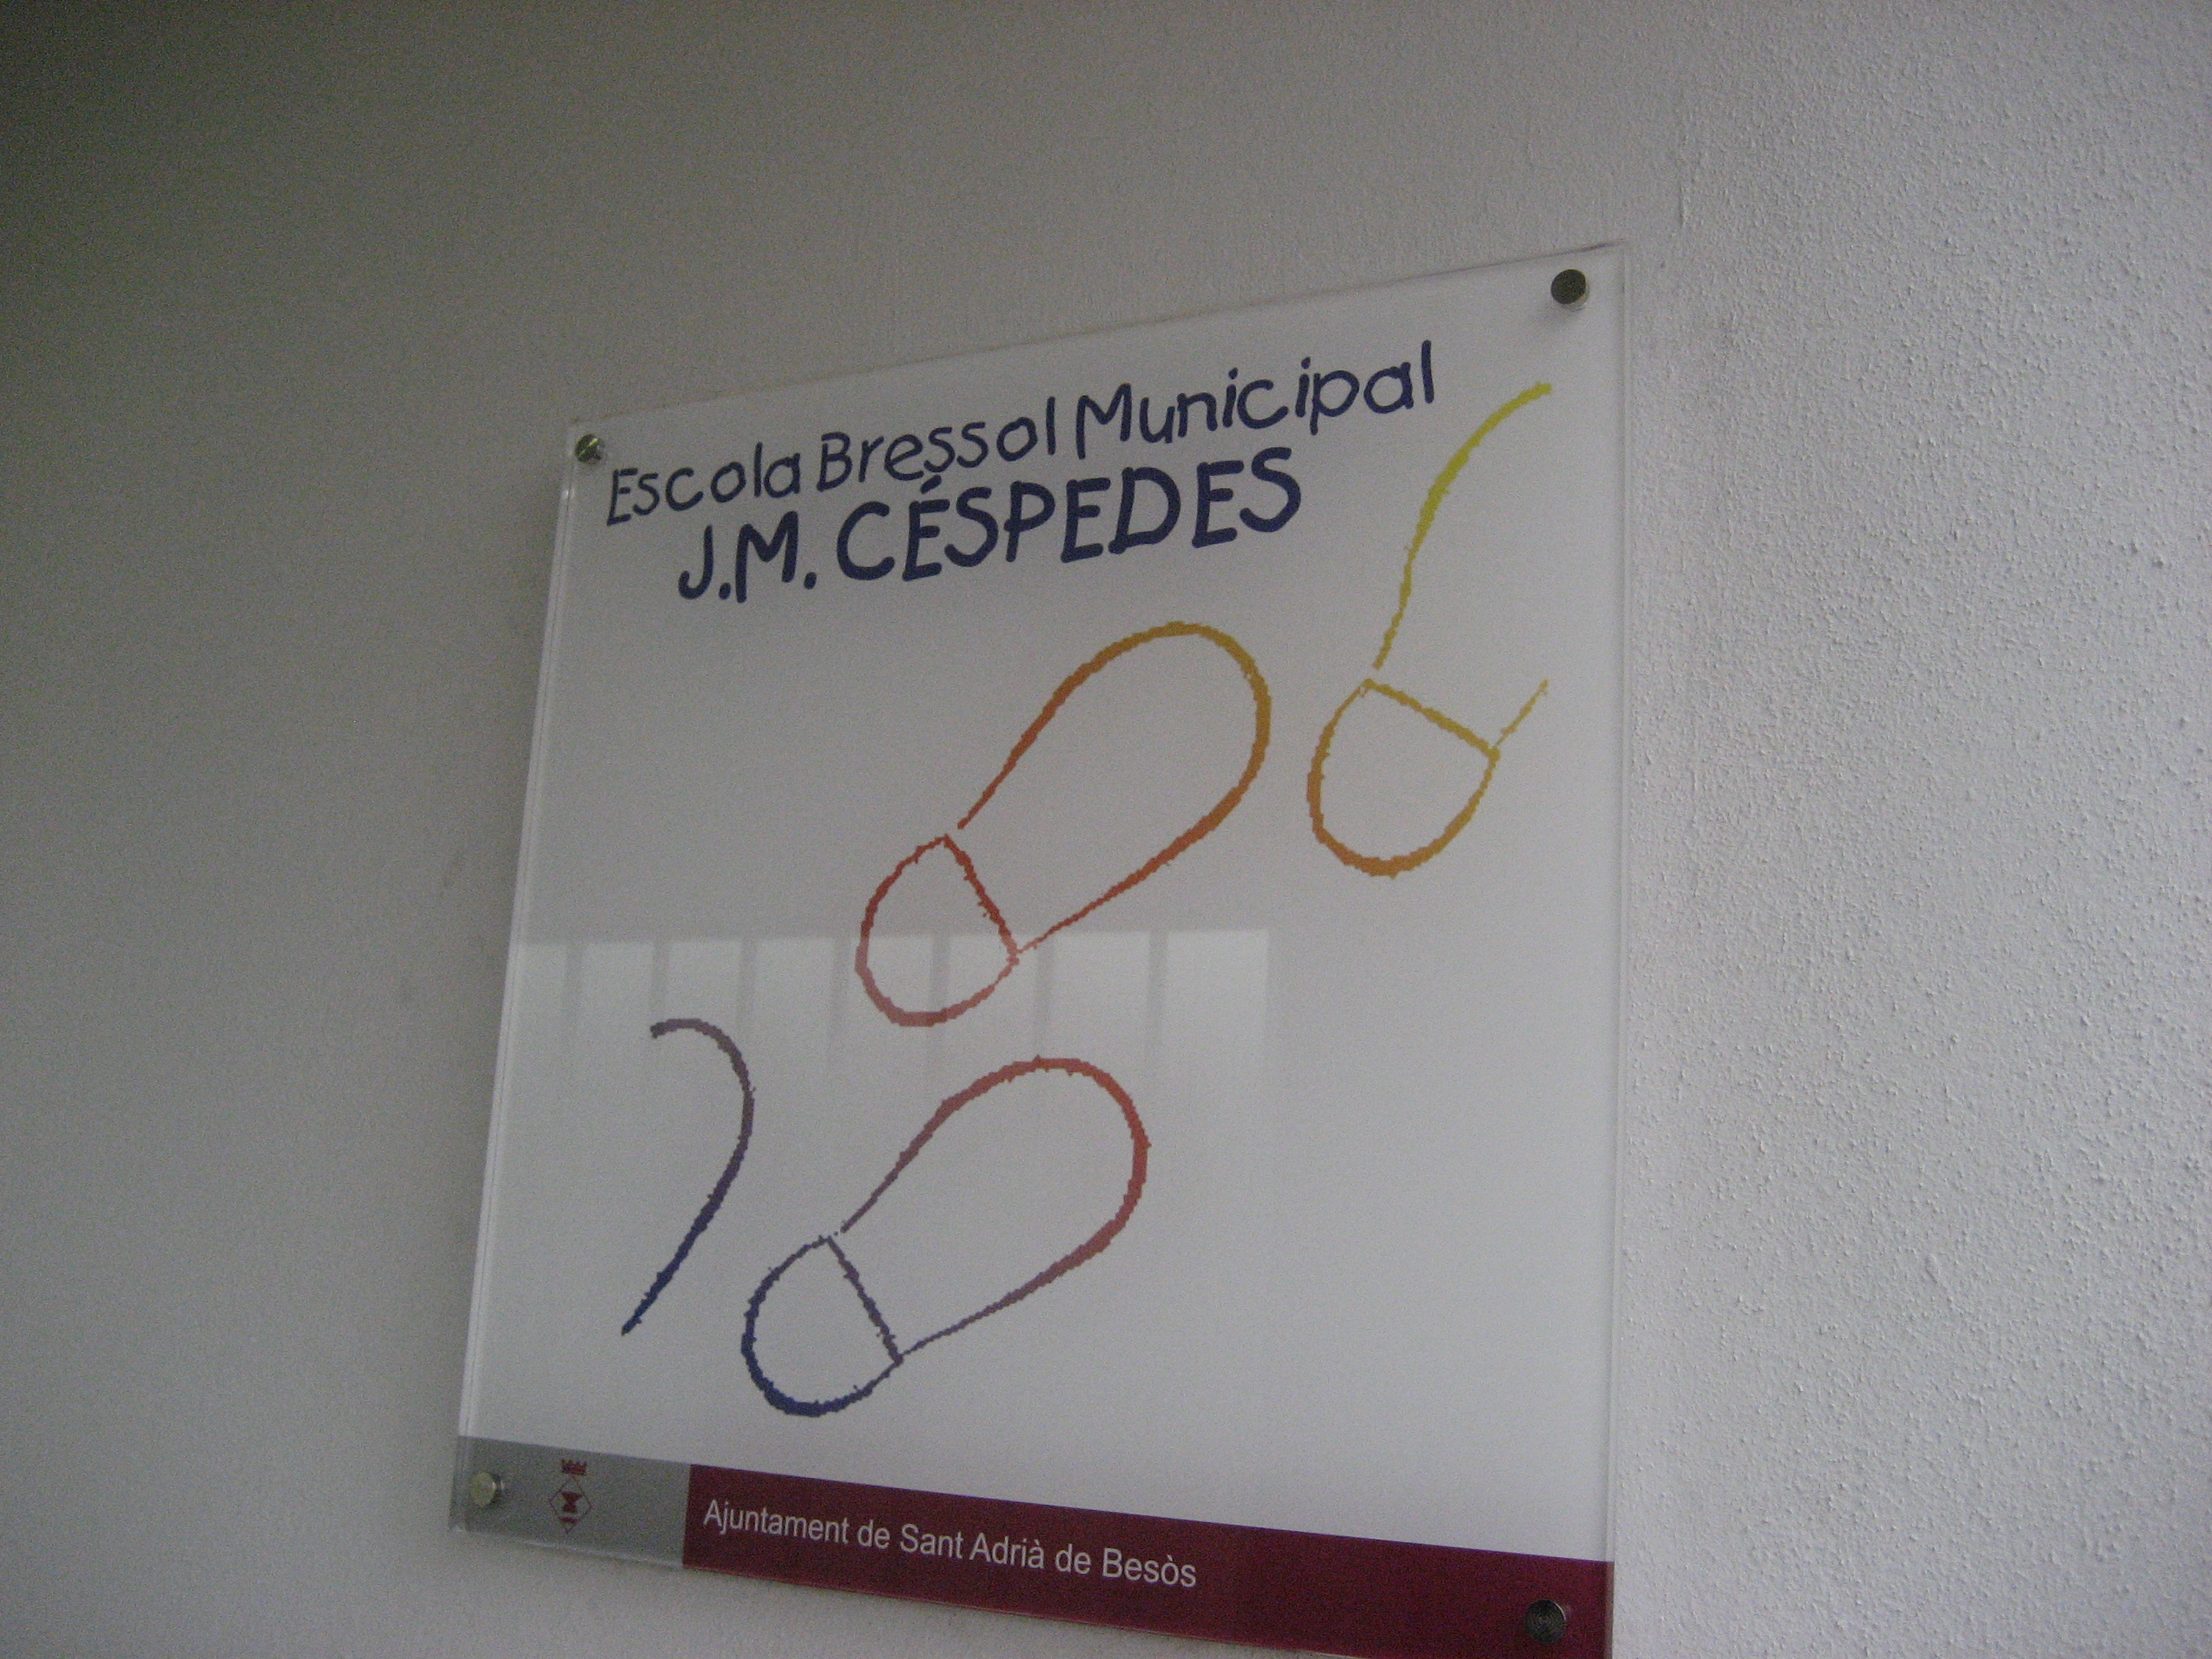 Escola Bressol Municipal
J.M. CÉSPEDES
Ajuntament de Sant Adrià de Besòs